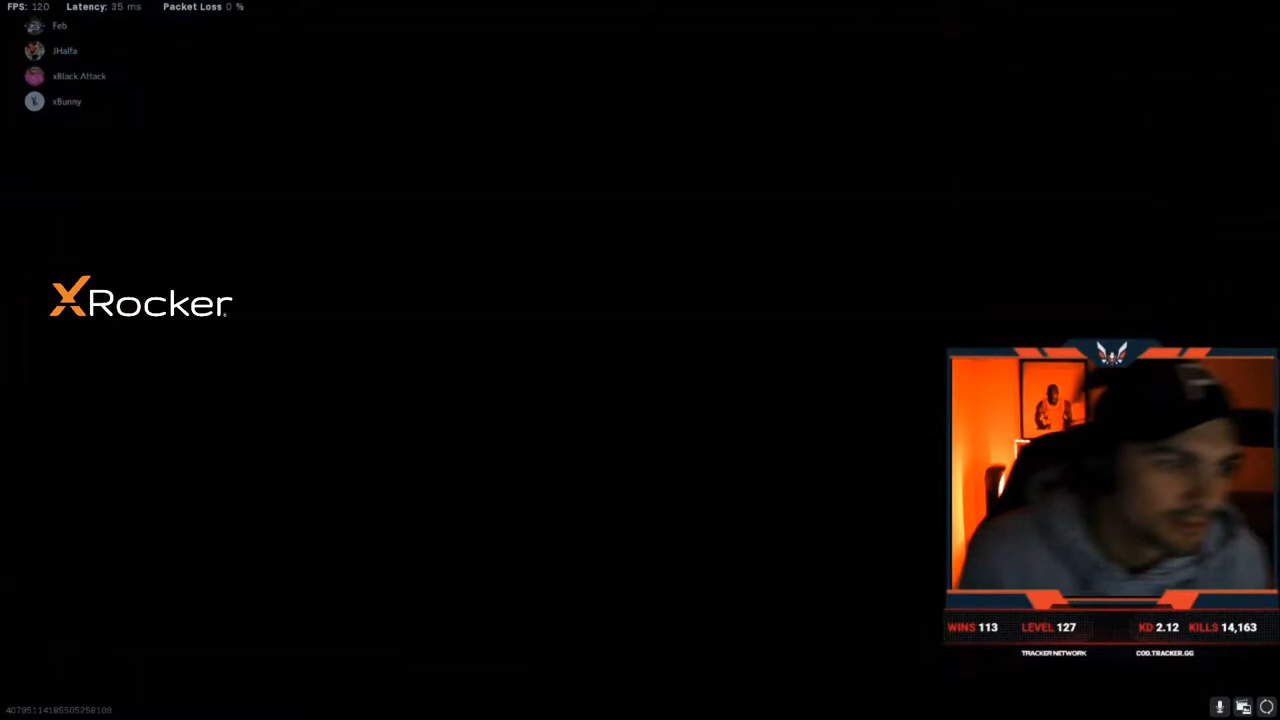 FPS: 120 Latency: 35 ms Packet Loss 0 %
Feb
JHalfa
xBlack Attack
xBunny
XRocker
WINS 113 LEVEL 127 KD 2.12 KILLS 14,163
TRACKER NETWORK COD.TRACKER.GG